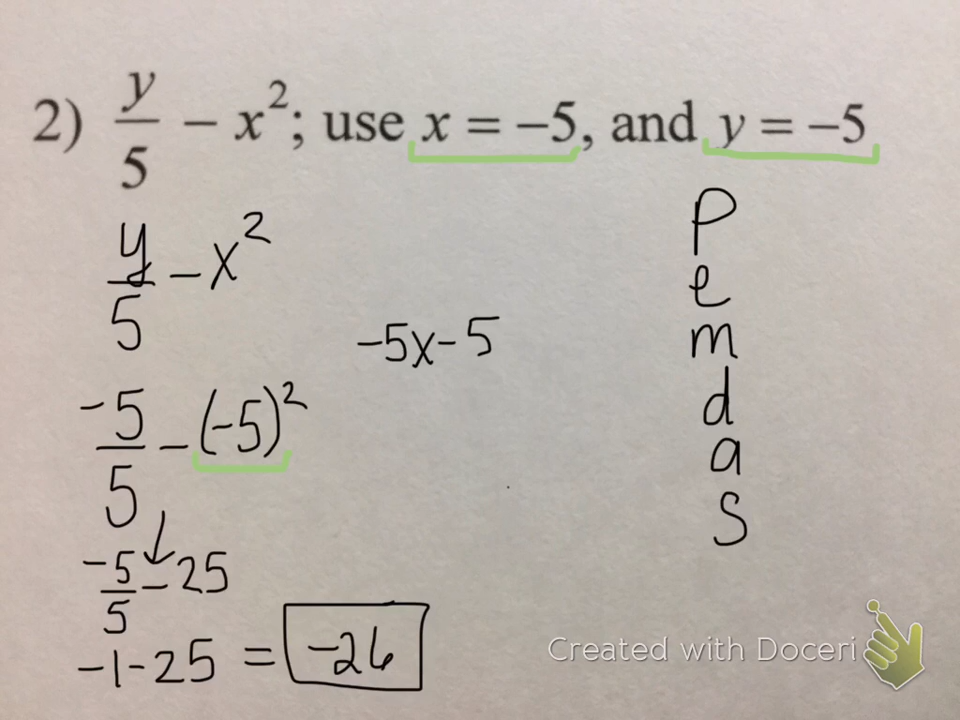 2) y/5 – x²; use x = –5, and y = –5
y/5 – x²
-5x-5
-5/5 – (-5)²
-5/5 – 25
-1-25 = -26
P
e
m
d
a
S
Created with Doceri